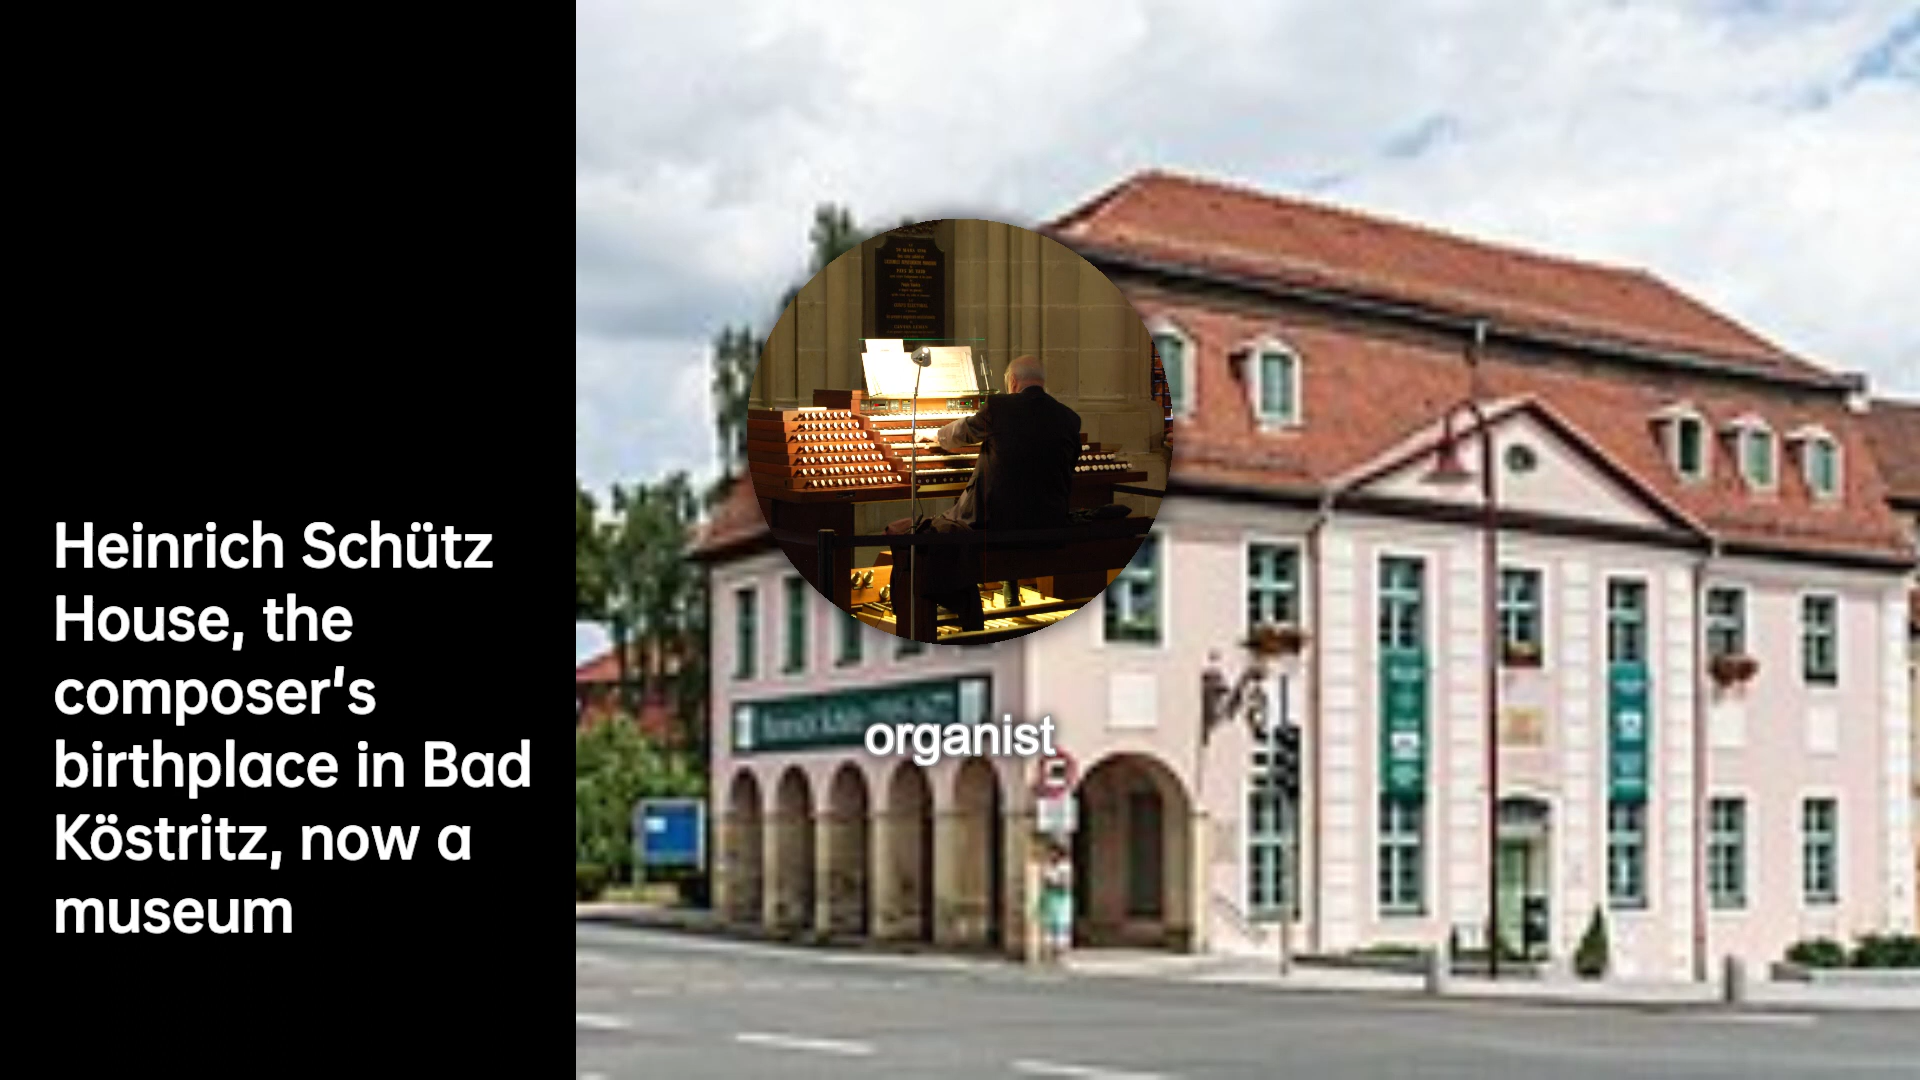 Heinrich Schütz
House, the
composer's
birthplace in Bad
Köstritz, now a
museum
organist